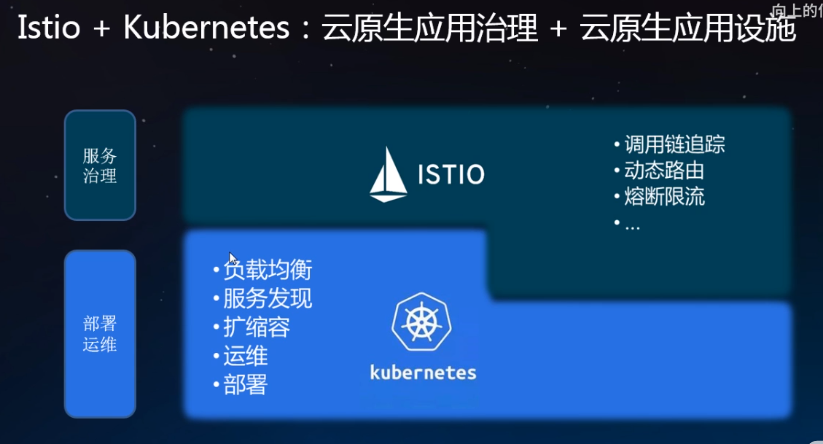 向上的
Istio + Kubernetes：云原生应用治理 + 云原生应用设施
服务
治理
ISTIO
• 调用链追踪
• 动态路由
• 熔断限流
• ...
部署
运维
• 负载均衡
• 服务发现
• 扩缩容
• 运维
• 部署
kubernetes